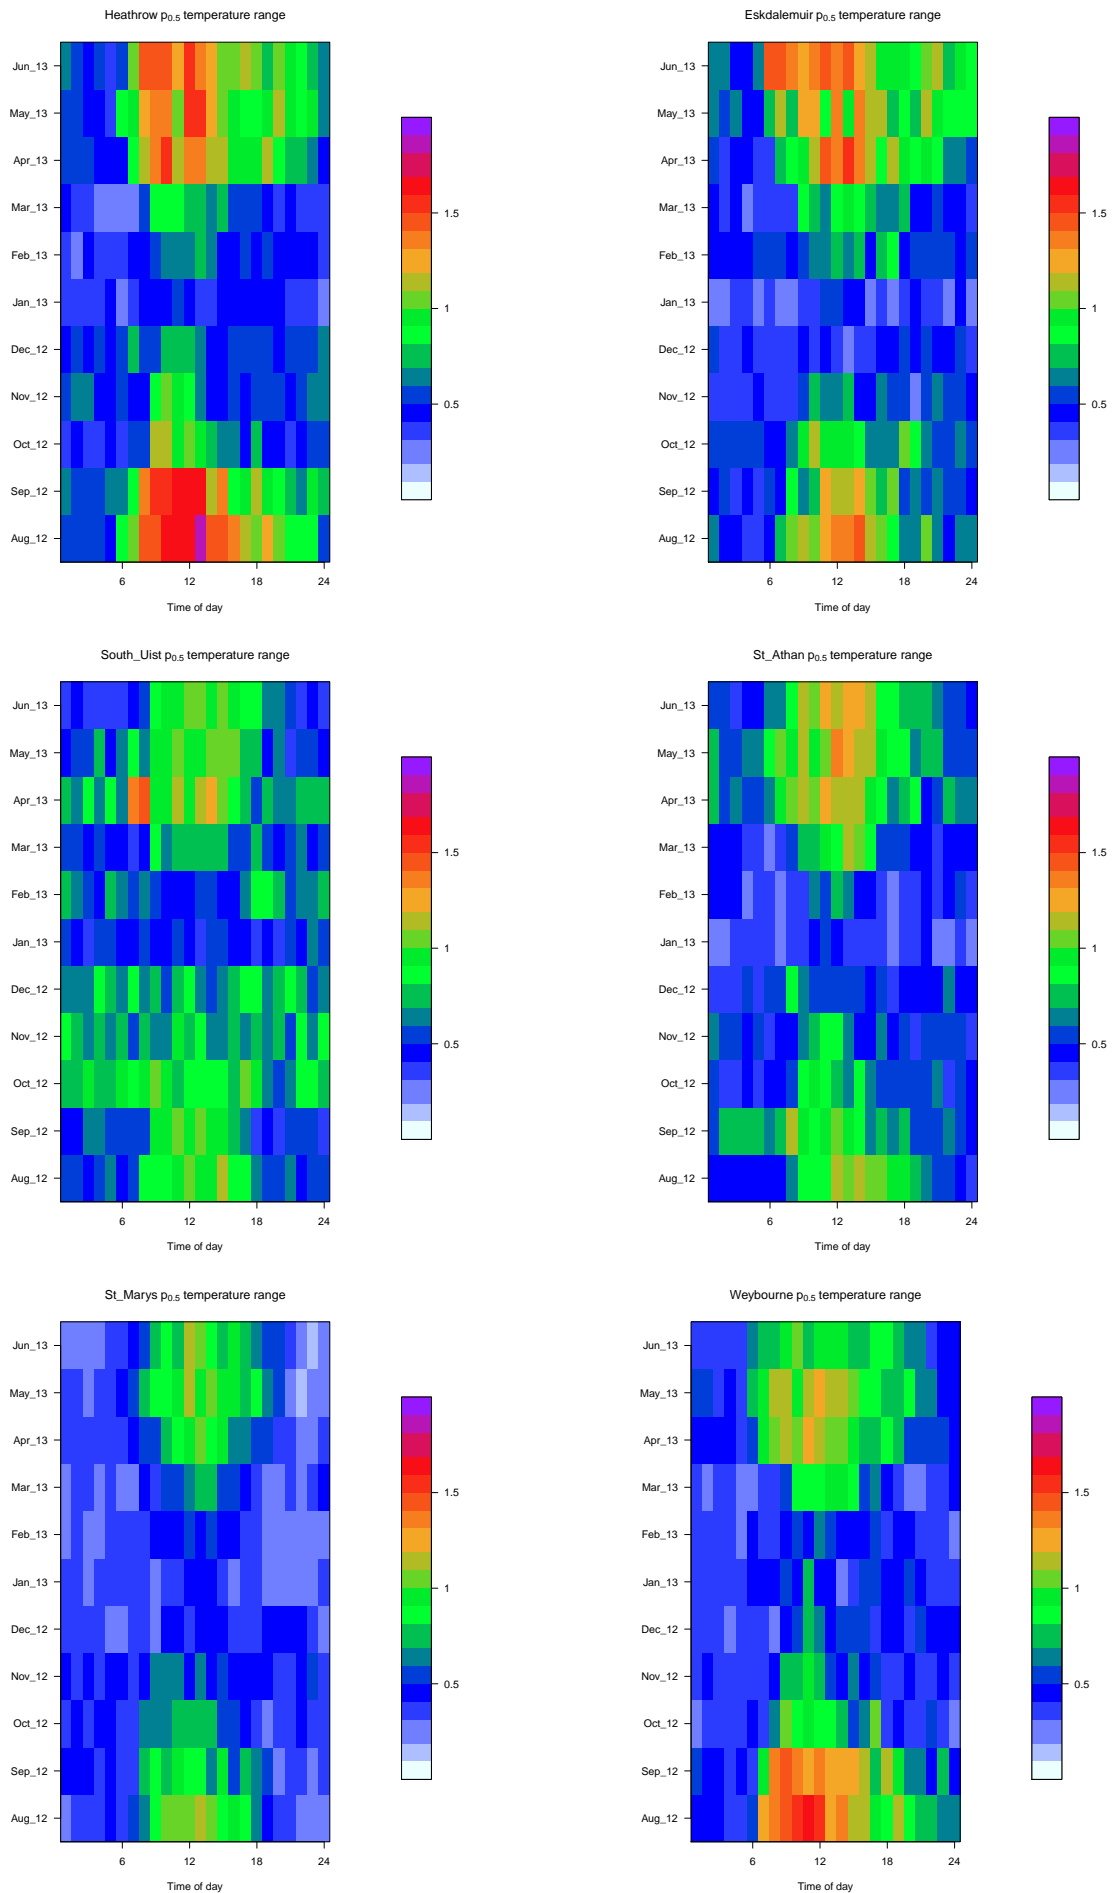 Heathrow p0.5 temperature range
Jun_13
May_13
Apr_13
Mar_13
Feb_13
Jan_13
Dec_12
Nov_12
Oct_12
Sep_12
Aug_12
6 12 18 24
Time of day
1.5
1
0.5
Eskdalemuir p0.5 temperature range
Jun_13
May_13
Apr_13
Mar_13
Feb_13
Jan_13
Dec_12
Nov_12
Oct_12
Sep_12
Aug_12
6 12 18 24
Time of day
1.5
1
0.5
South_Uist p0.5 temperature range
Jun_13
May_13
Apr_13
Mar_13
Feb_13
Jan_13
Dec_12
Nov_12
Oct_12
Sep_12
Aug_12
6 12 18 24
Time of day
1.5
1
0.5
St_Athan p0.5 temperature range
Jun_13
May_13
Apr_13
Mar_13
Feb_13
Jan_13
Dec_12
Nov_12
Oct_12
Sep_12
Aug_12
6 12 18 24
Time of day
1.5
1
0.5
St_Marys p0.5 temperature range
Jun_13
May_13
Apr_13
Mar_13
Feb_13
Jan_13
Dec_12
Nov_12
Oct_12
Sep_12
Aug_12
6 12 18 24
Time of day
1.5
1
0.5
Weybourne p0.5 temperature range
Jun_13
May_13
Apr_13
Mar_13
Feb_13
Jan_13
Dec_12
Nov_12
Oct_12
Sep_12
Aug_12
6 12 18 24
Time of day
1.5
1
0.5